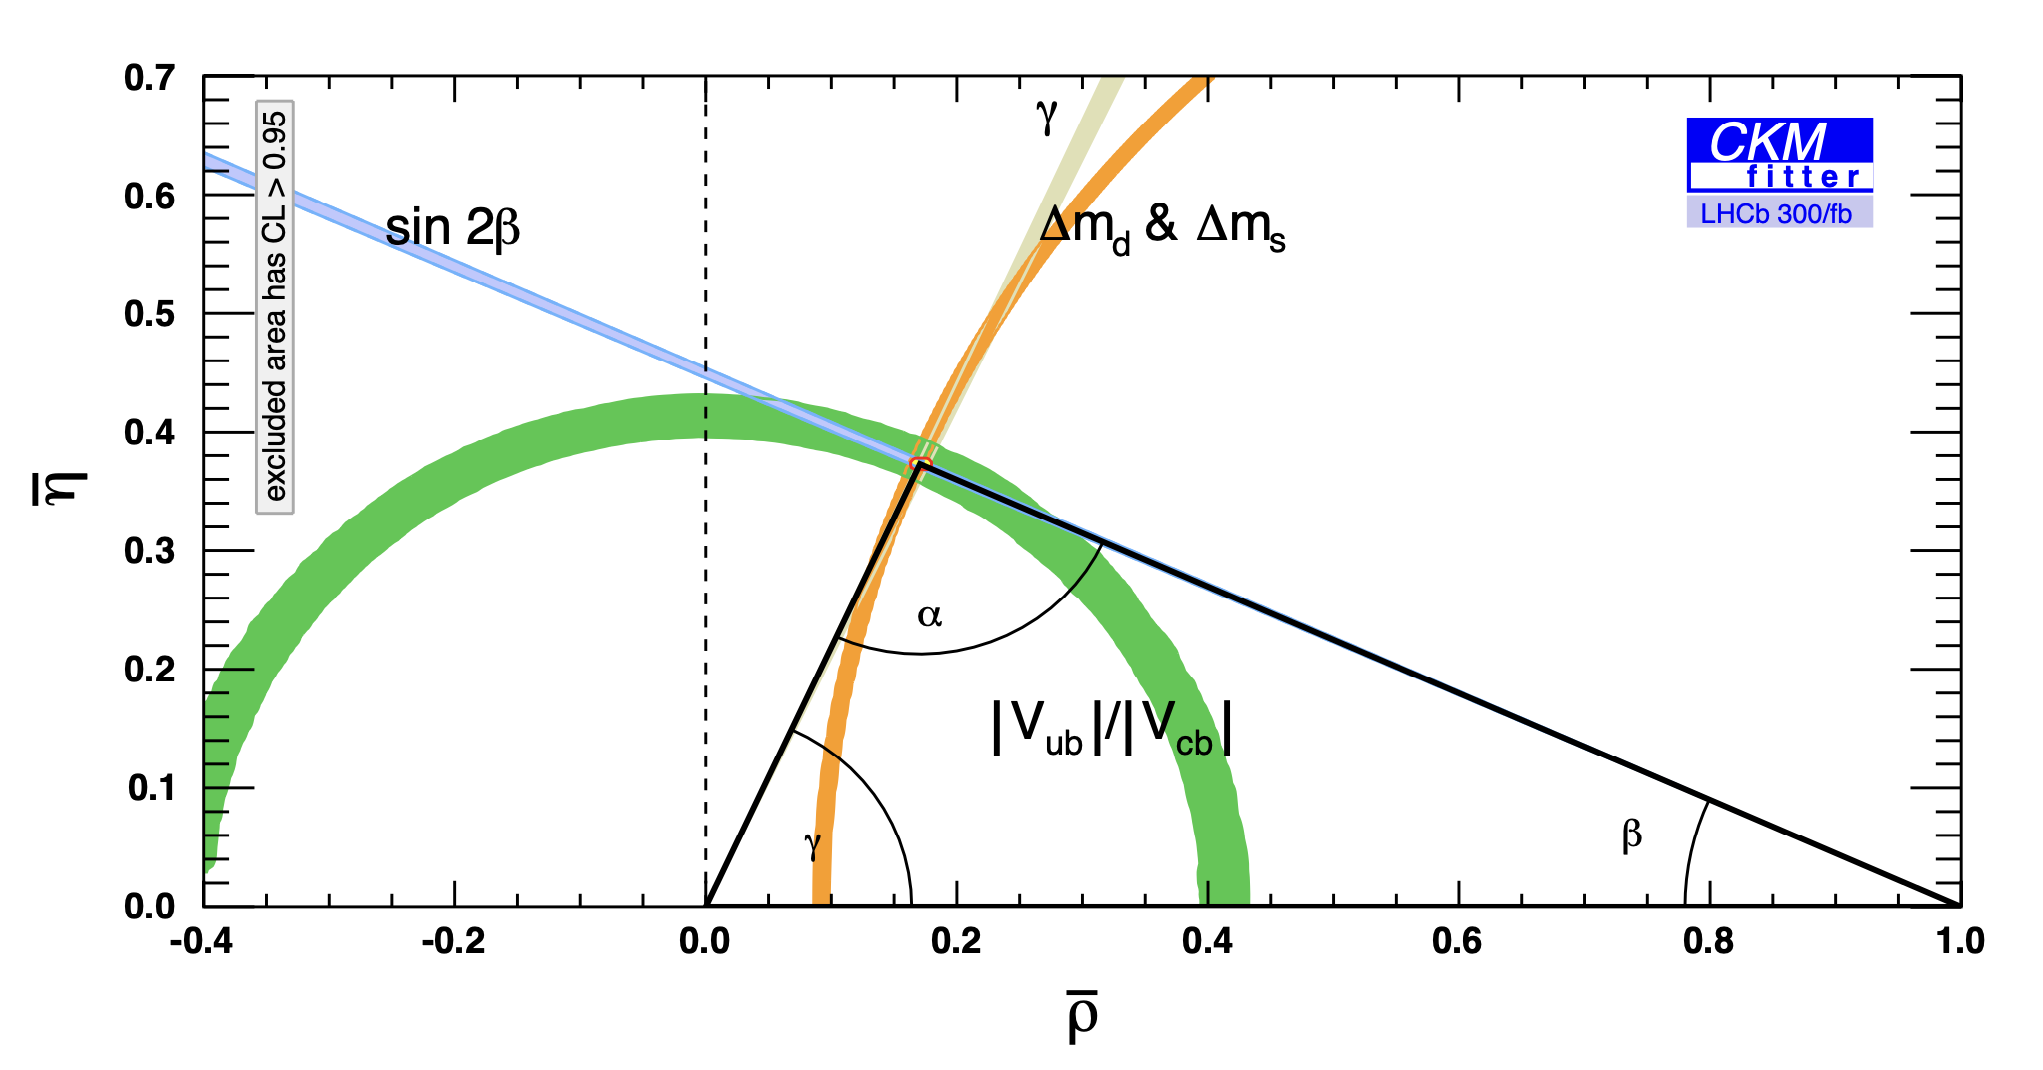 0.7
0.6
0.5
0.4
0.3
0.2
0.1
0.0
-0.4
-0.2
0.0
0.2
0.4
0.6
0.8
1.0
η̅
ρ̅
excluded area has CL > 0.95
sin 2β
γ
Δm_d & Δm_s
CKM
fitter
LHCb 300/fb
α
|V_ub|/|V_cb|
γ
β